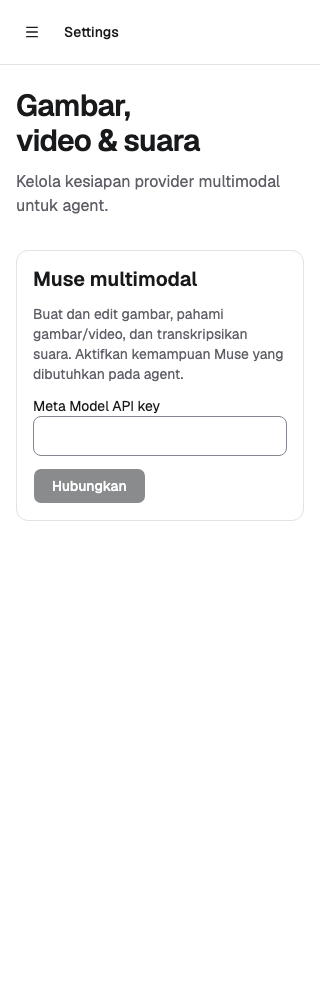 Settings
Gambar,
video & suara
Kelola kesiapan provider multimodal
untuk agent.
Muse multimodal
Buat dan edit gambar, pahami
gambar/video, dan transkripsikan
suara. Aktifkan kemampuan Muse yang
dibutuhkan pada agent.
Meta Model API key
Hubungkan